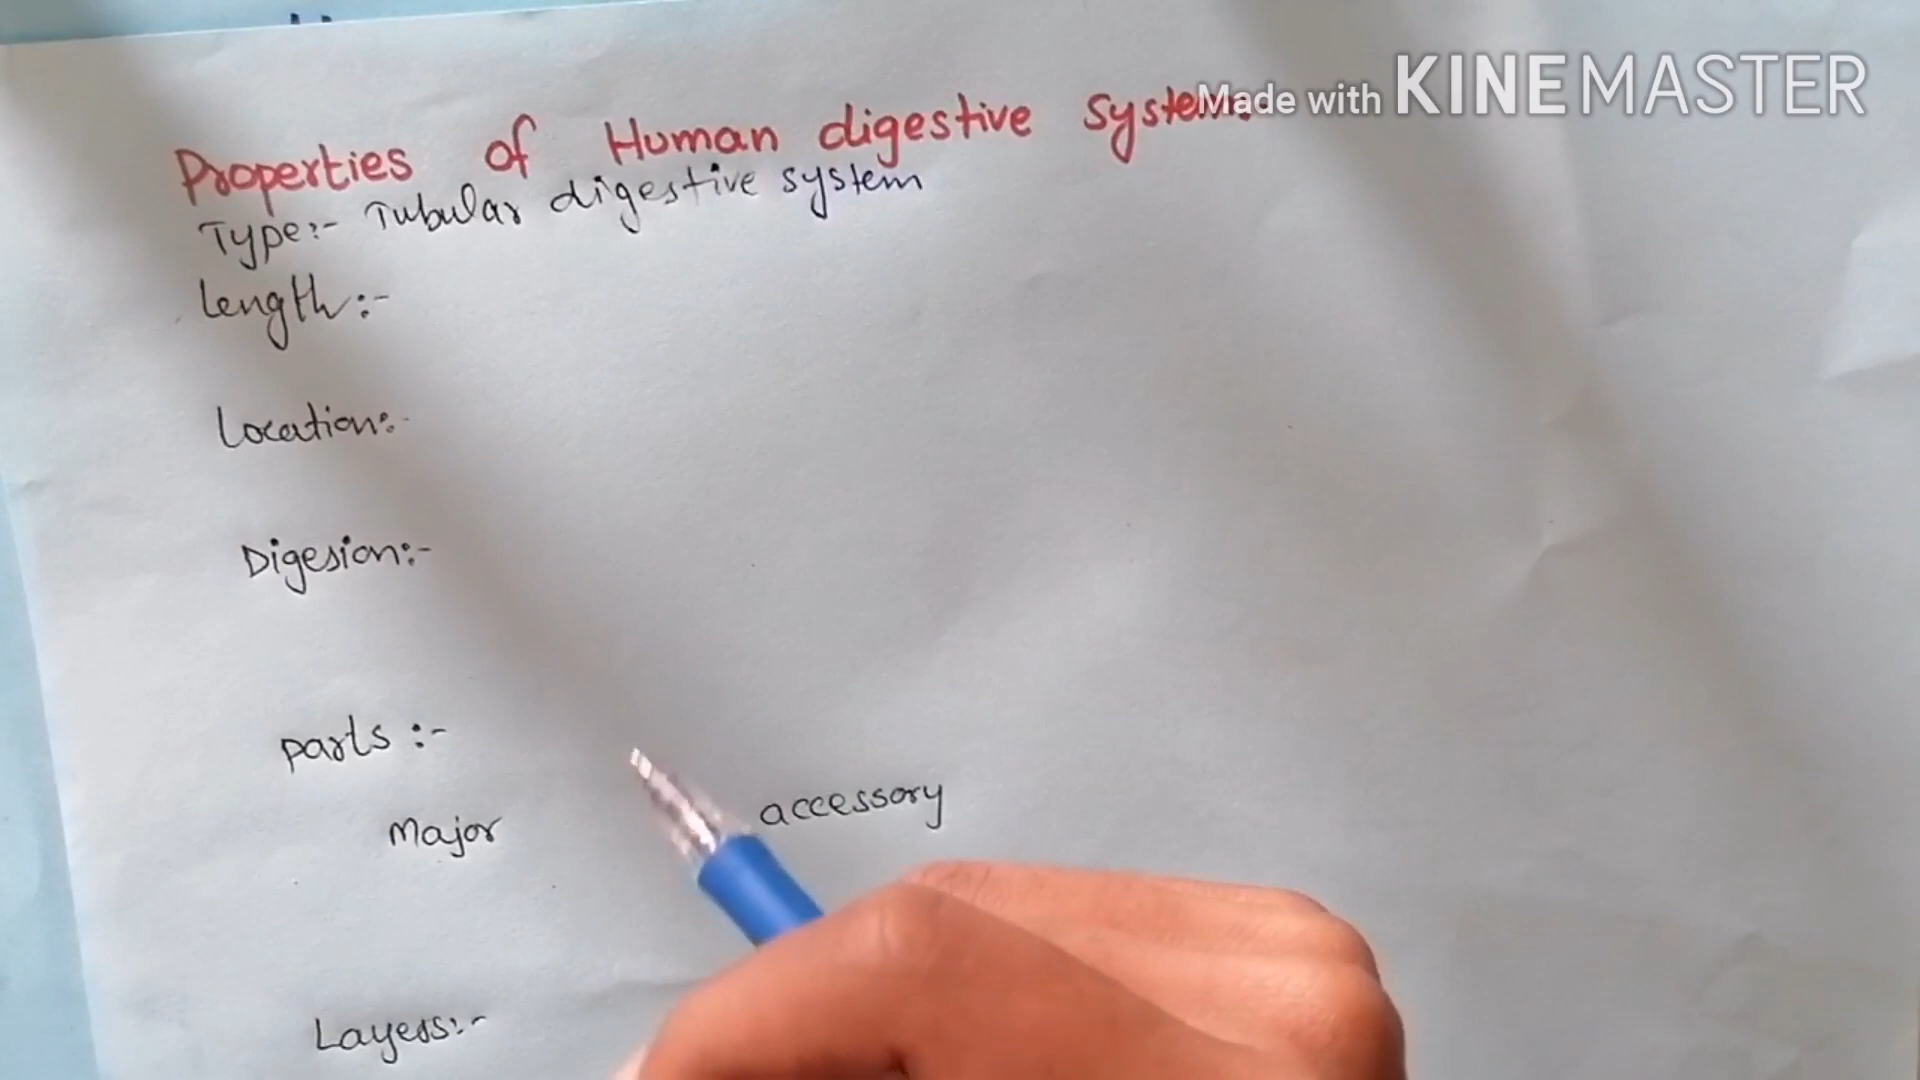 Made with KINEMASTER
Properties of Human digestive system:-
Type:- Tubular digestive system
Length:-
Location:-
Digesion:-
parts :-
Major accessory
Layers:-